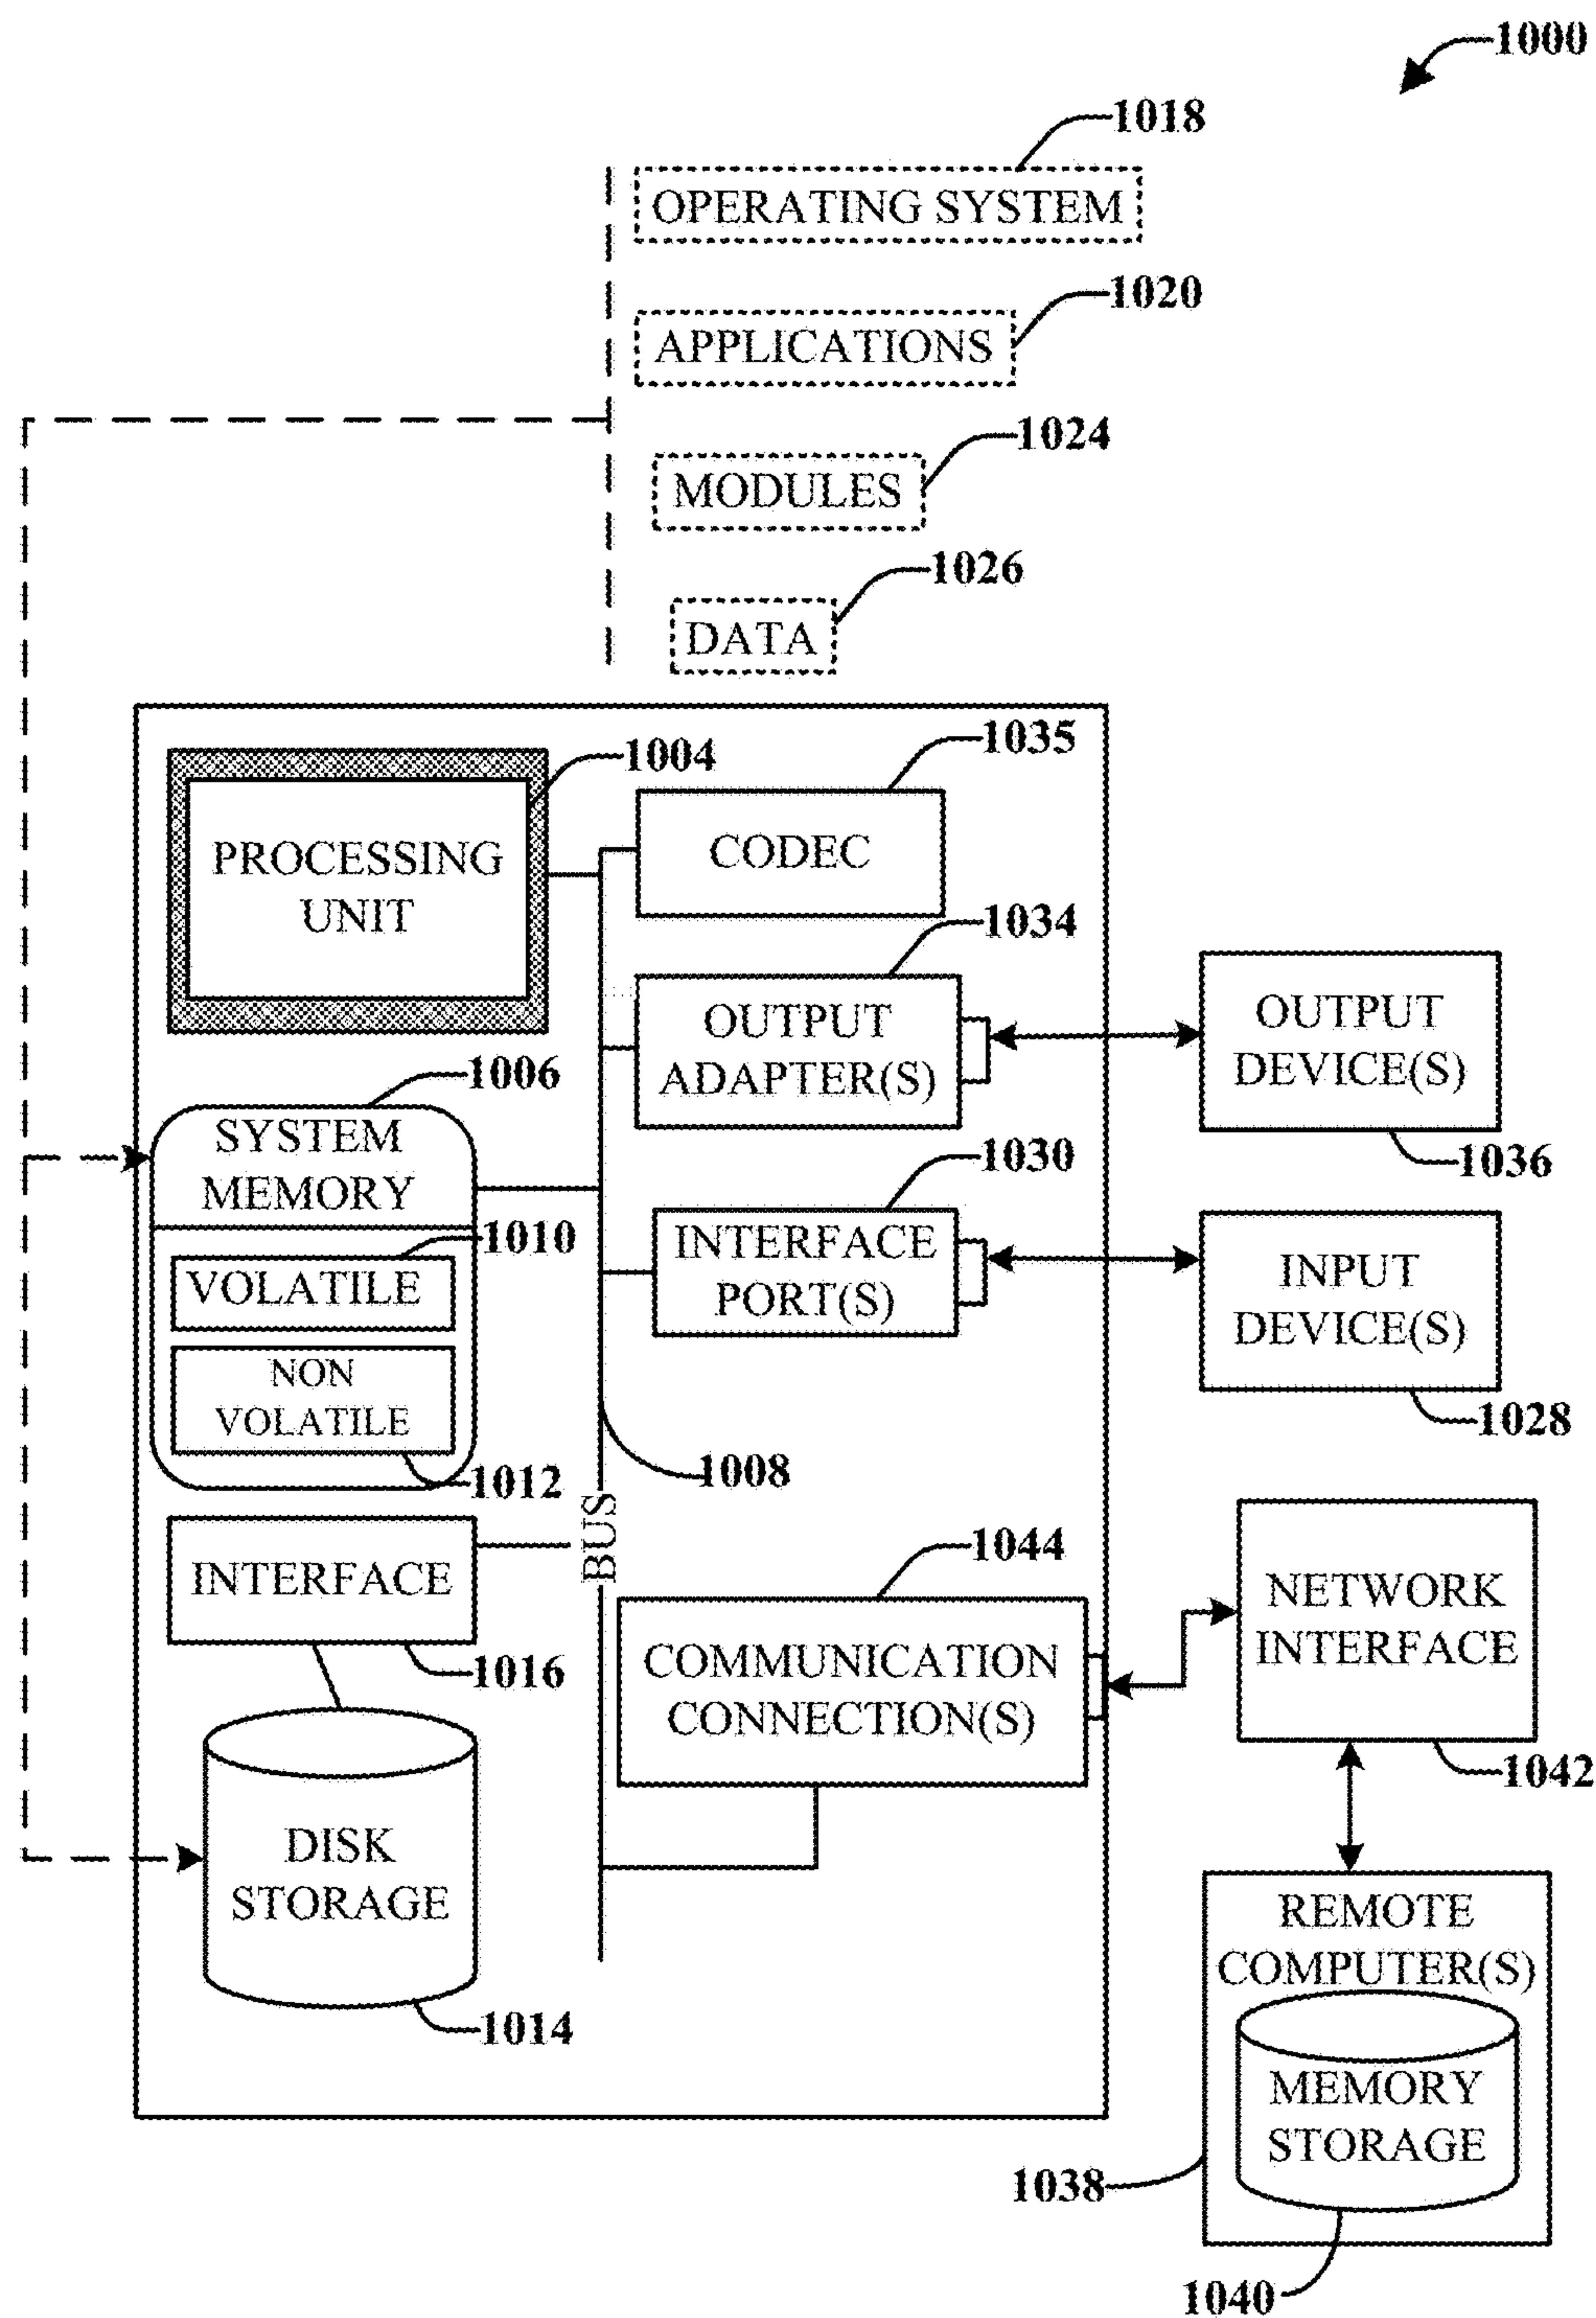 1000
1018
OPERATING SYSTEM
1020
APPLICATIONS
1024
MODULES
1026
DATA
1004
PROCESSING
UNIT
1035
CODEC
1034
OUTPUT
ADAPTER(S)
OUTPUT
DEVICE(S)
1036
1006
SYSTEM
MEMORY
1010
VOLATILE
NON
VOLATILE
1012
1030
INTERFACE
PORT(S)
INPUT
DEVICE(S)
1028
1008
BUS
INTERFACE
1016
1044
COMMUNICATION
CONNECTION(S)
NETWORK
INTERFACE
1042
DISK
STORAGE
1014
REMOTE
COMPUTER(S)
MEMORY
STORAGE
1038
1040